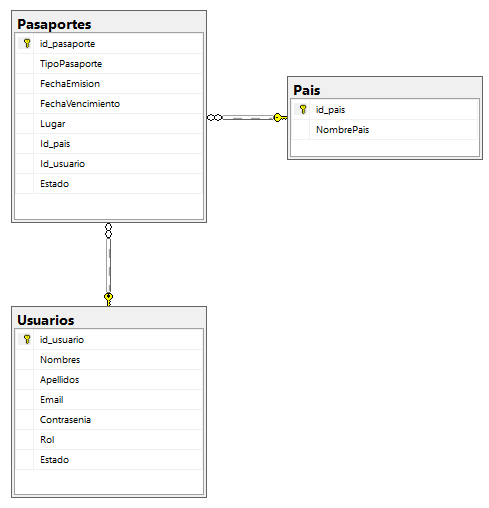 Pasaportes
id_pasaporte
TipoPasaporte
FechaEmision
FechaVencimiento
Lugar
Id_pais
Id_usuario
Estado
Pais
id_pais
NombrePais
Usuarios
id_usuario
Nombres
Apellidos
Email
Contrasenia
Rol
Estado